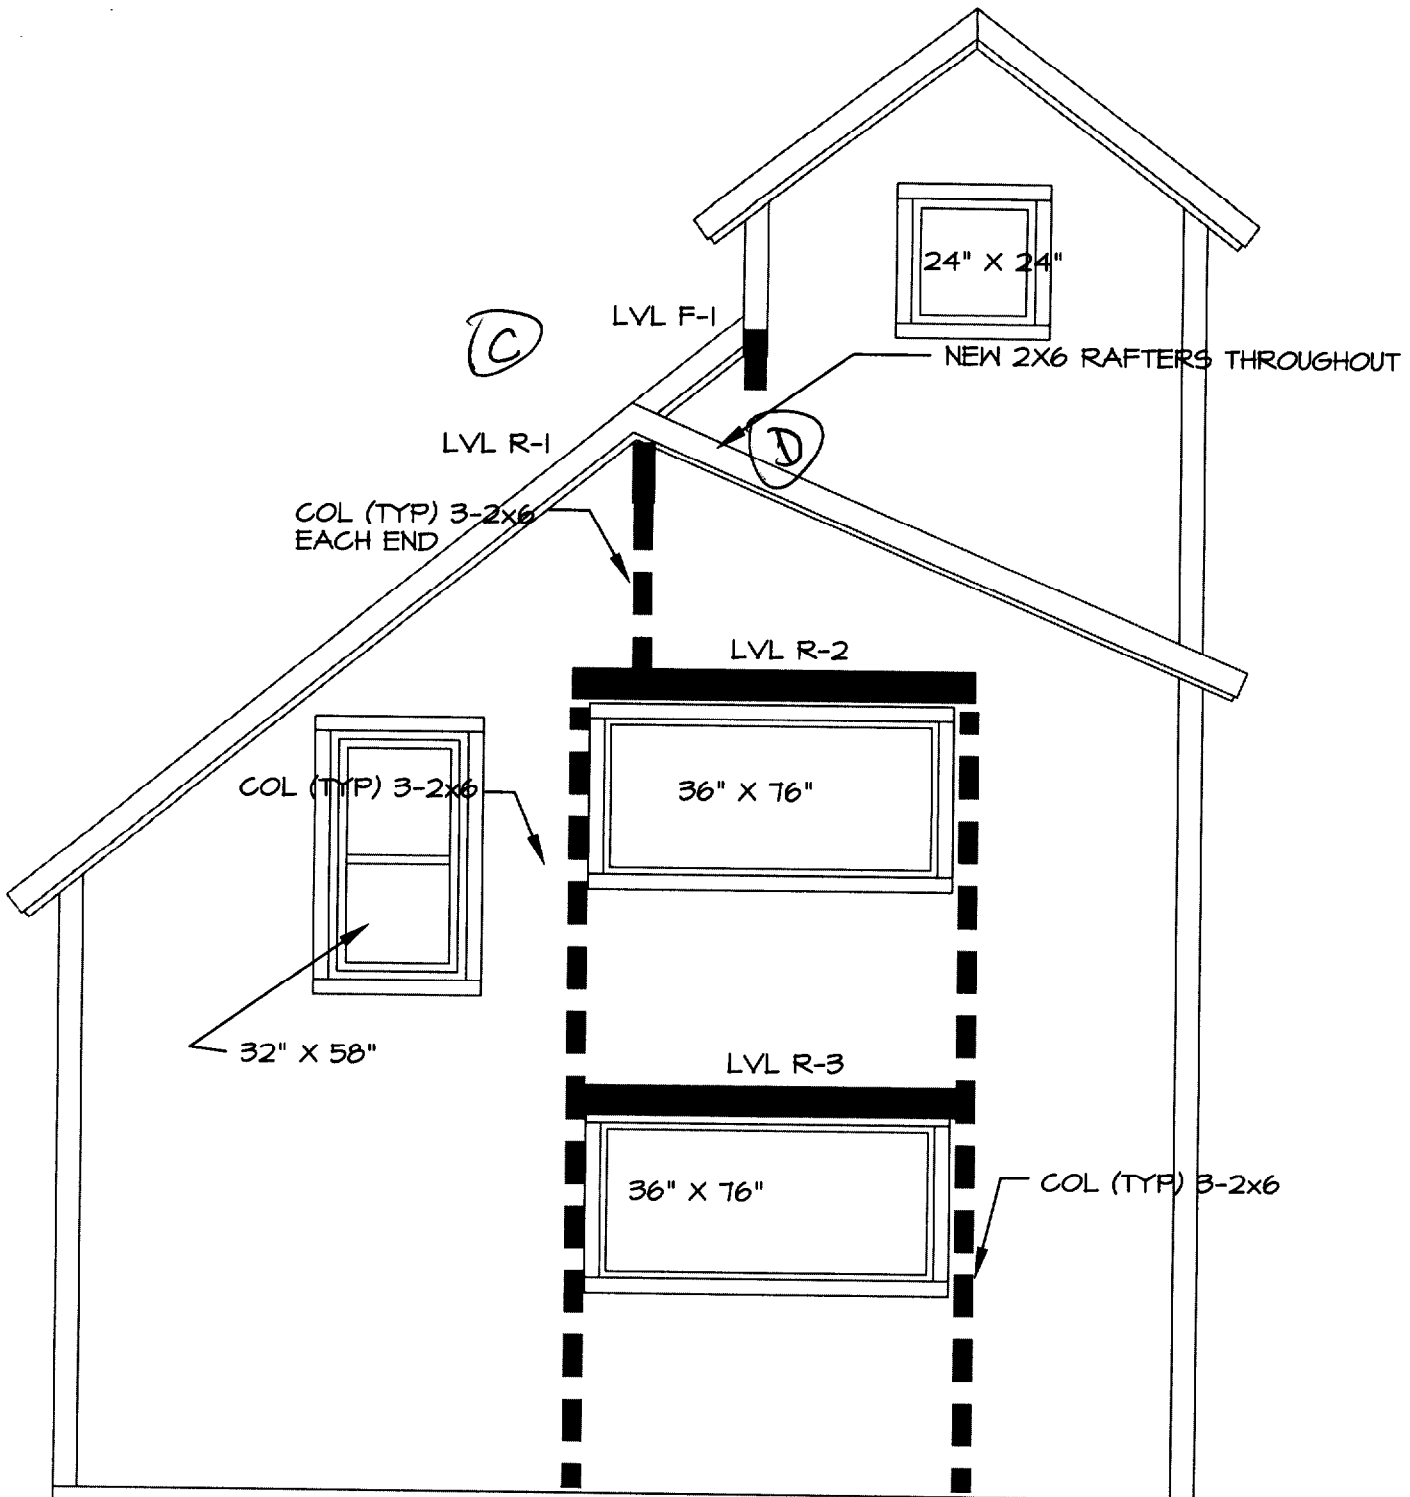 24" X 24"
LVL F-1
C
NEW 2X6 RAFTERS THROUGHOUT
LVL R-1
D
COL (TYP) 3-2x6
EACH END
LVL R-2
COL (TYP) 3-2x6
36" X 76"
32" X 58"
LVL R-3
36" X 76"
COL (TYP) 3-2x6